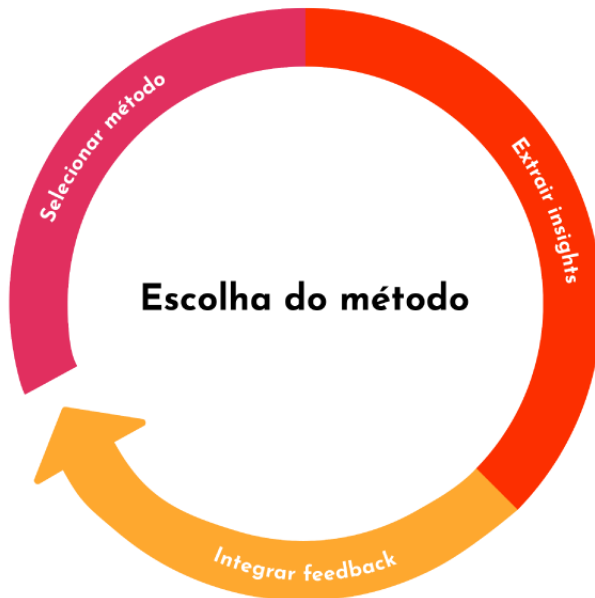 Selecionar método
Extrair insights
Escolha do método
Integrar feedback